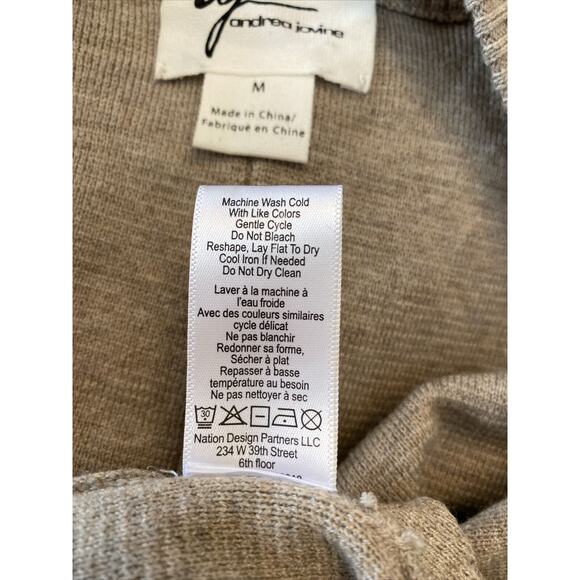 andrea jovine
M
Made in China/
Fabriqué en Chine
Machine Wash Cold
With Like Colors
Gentle Cycle
Do Not Bleach
Reshape, Lay Flat To Dry
Cool Iron If Needed
Do Not Dry Clean
Laver à la machine à
l'eau froide
Avec des couleurs similaires
cycle délicat
Ne pas blanchir
Redonner sa forme,
Sécher à plat
Repasser à basse
température au besoin
Ne pas nettoyer à sec
30
Nation Design Partners LLC
234 W 39th Street
6th floor